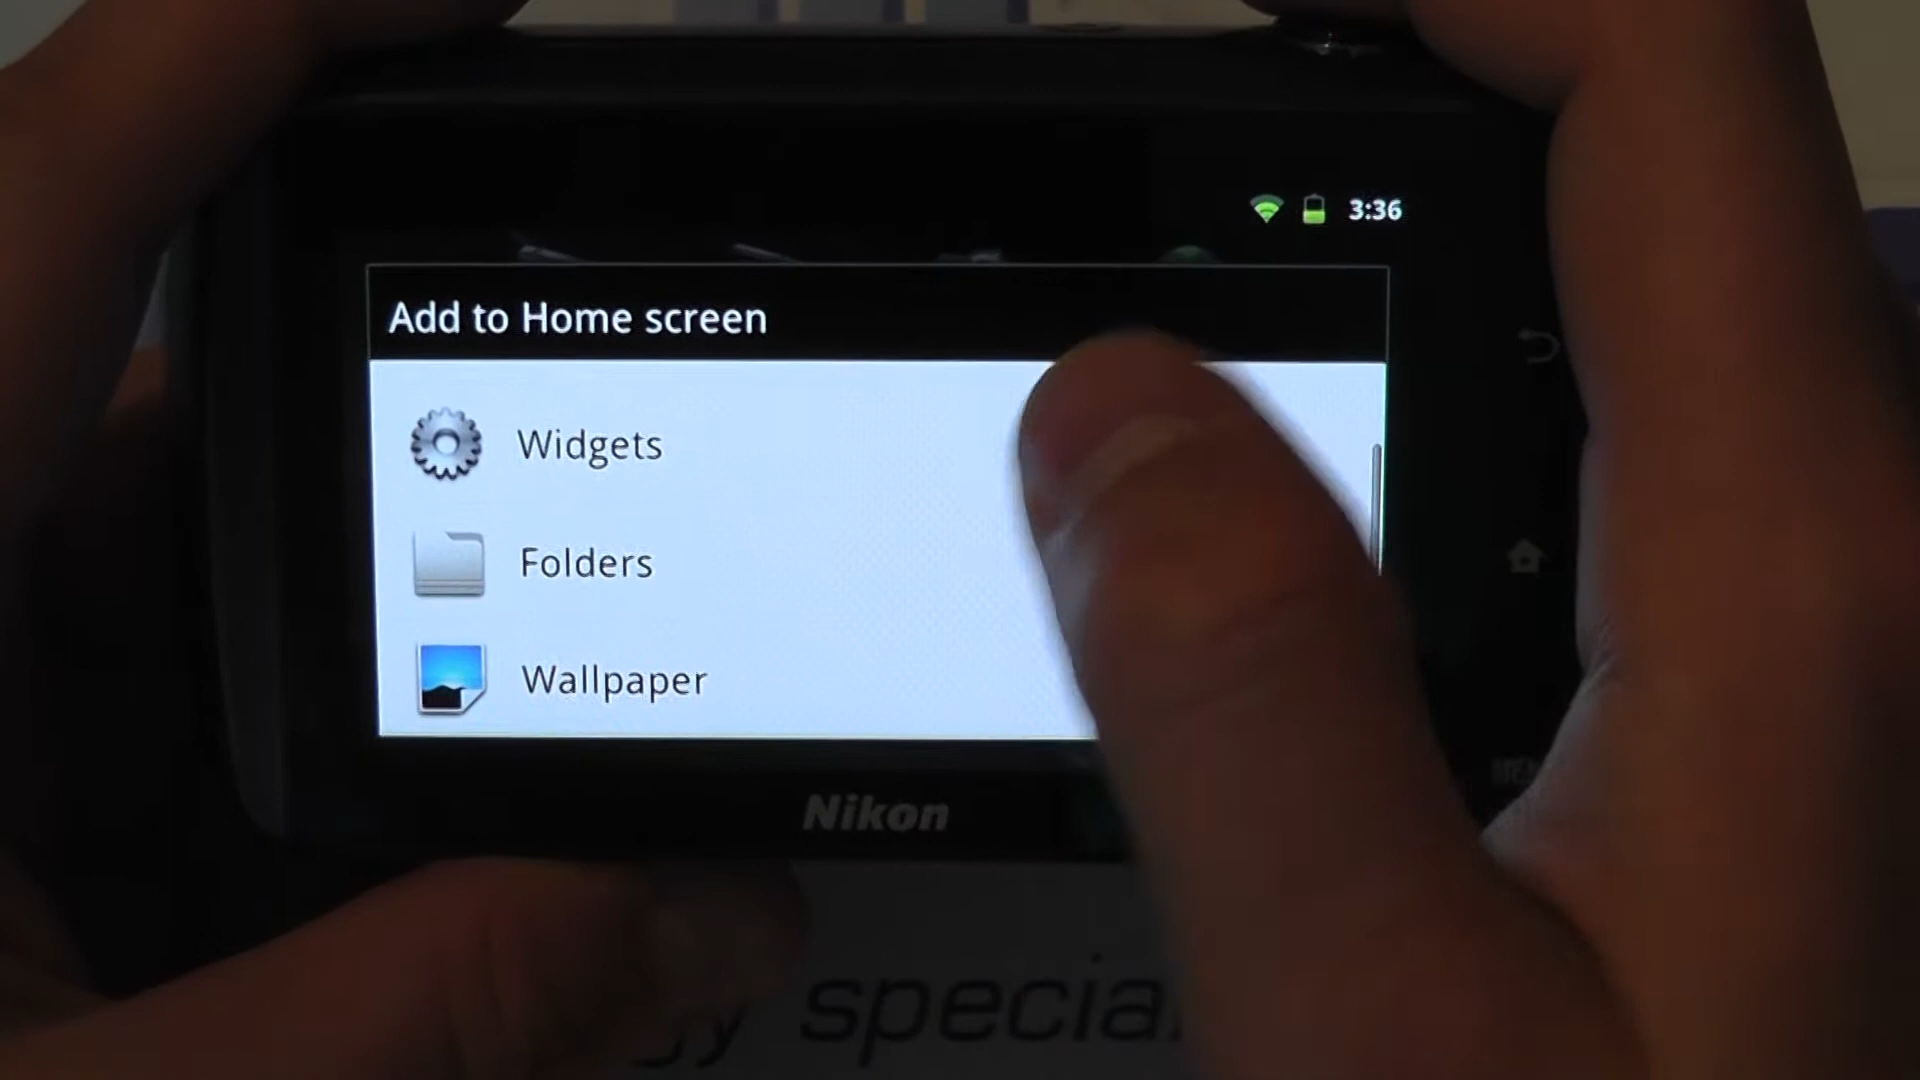 3:36
Add to Home screen
Widgets
Folders
Wallpaper
Nikon
special